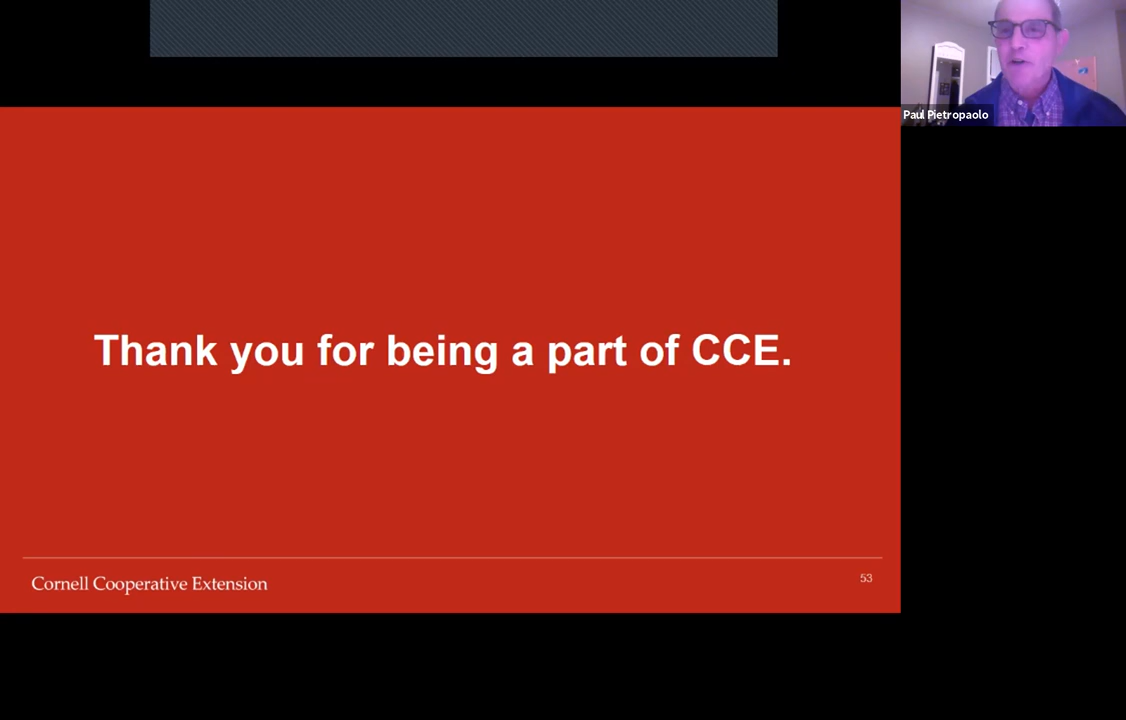 Paul Pietropaolo
Thank you for being a part of CCE.
Cornell Cooperative Extension
53